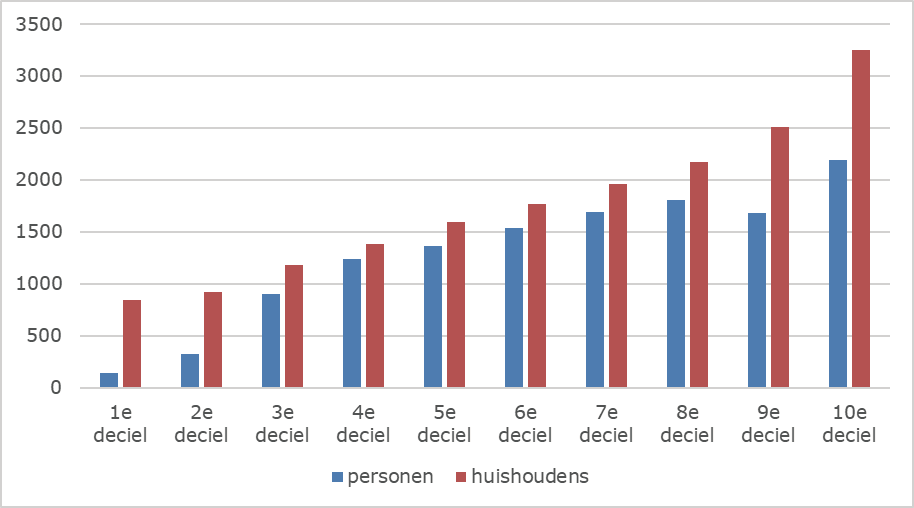 3500
3000
2500
2000
1500
1000
500
0
1e deciel
2e deciel
3e deciel
4e deciel
5e deciel
6e deciel
7e deciel
8e deciel
9e deciel
10e deciel
personen huishoudens